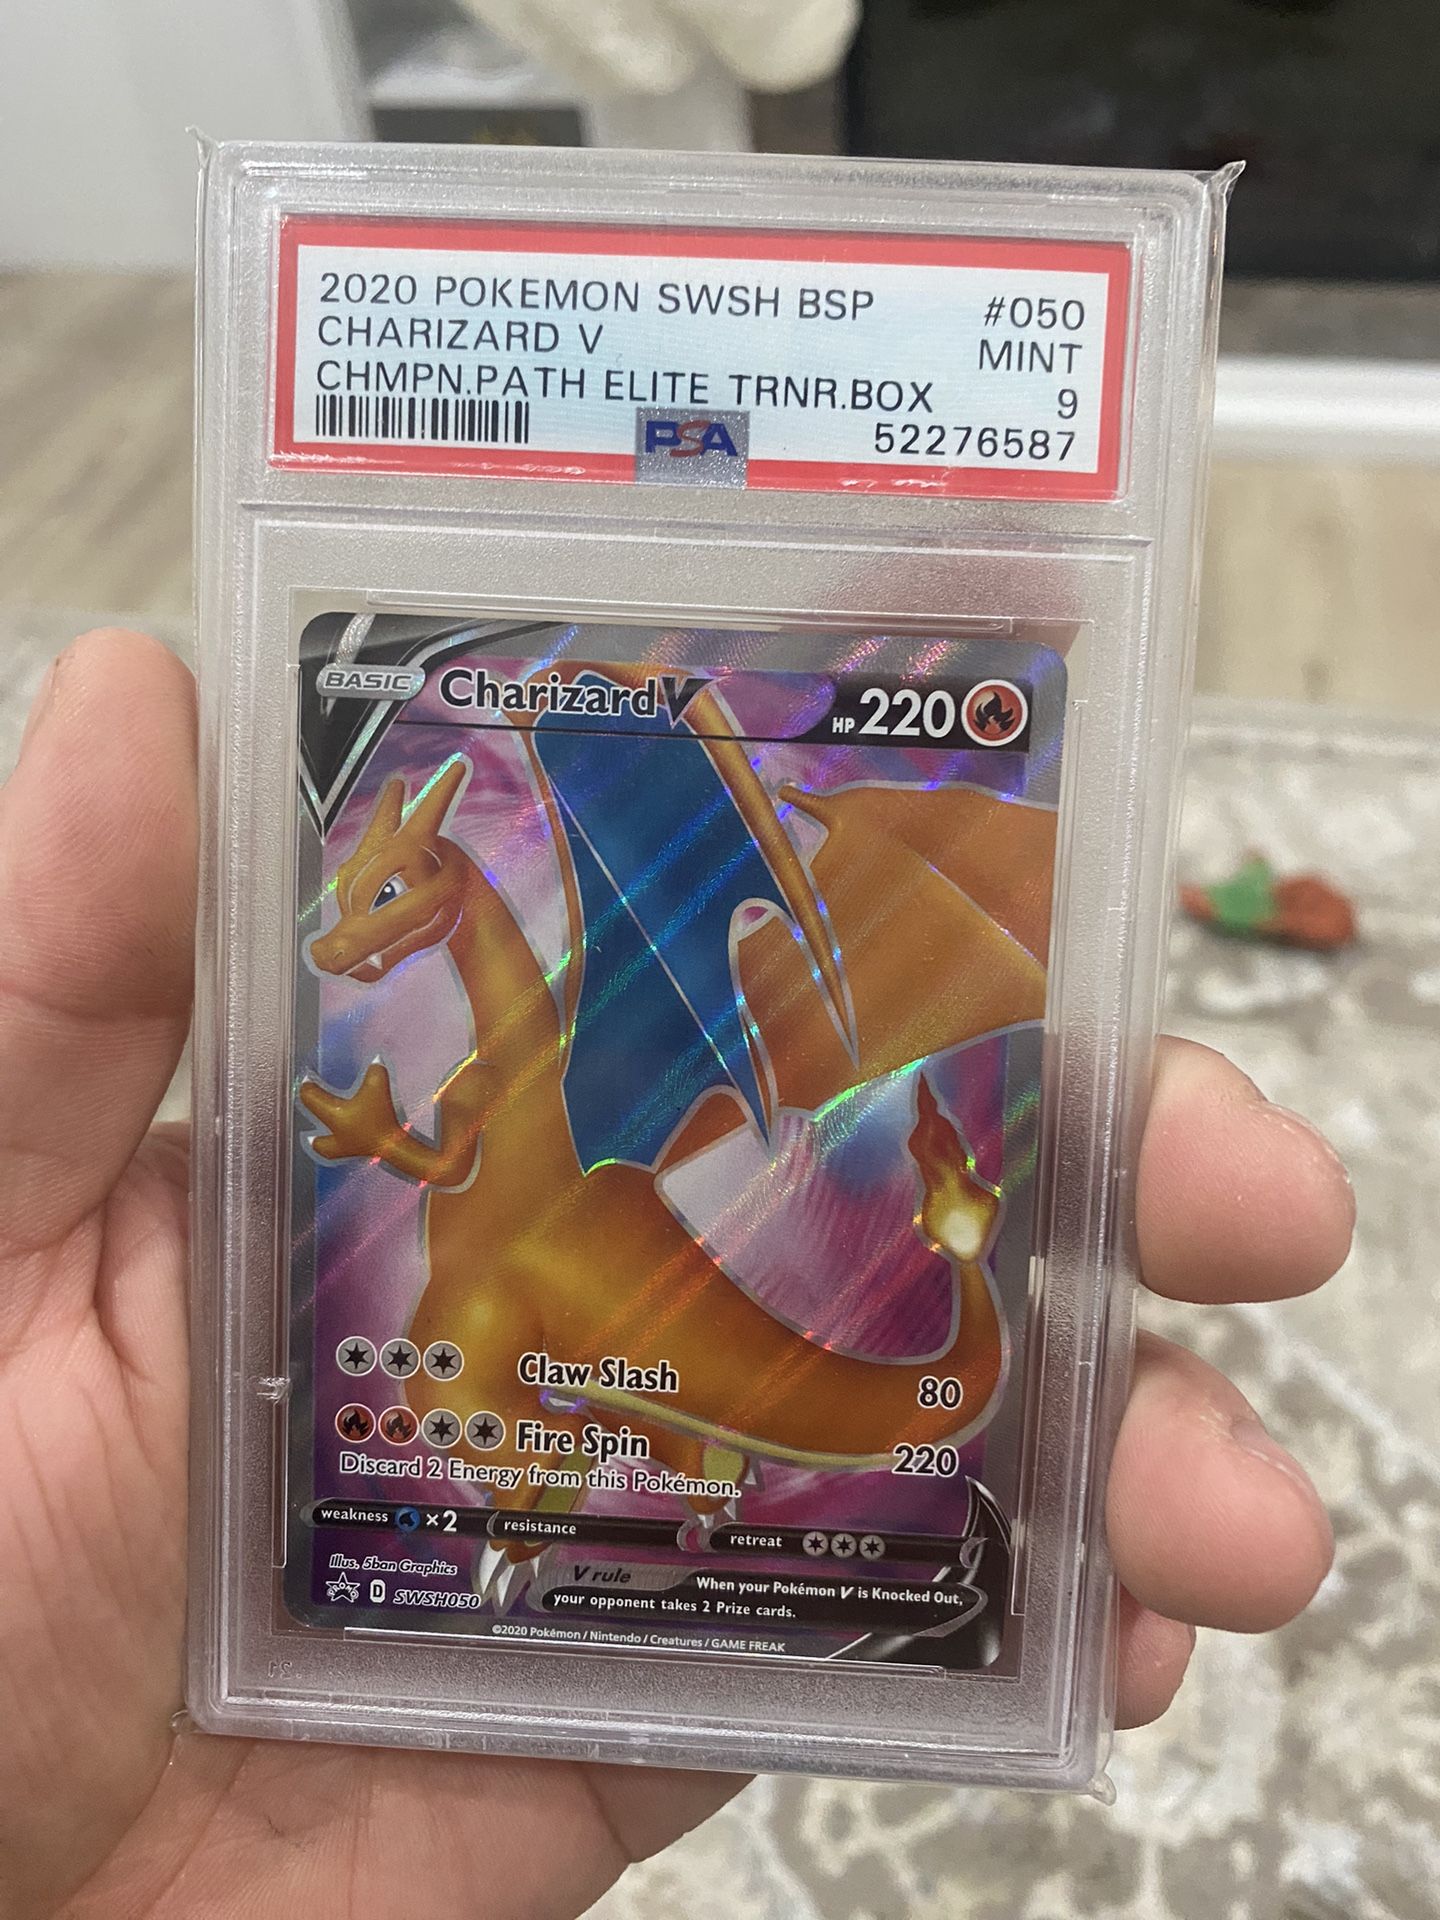 2020 POKEMON SWSH BSP #050
CHARIZARD V MINT
CHMPN.PATH ELITE TRNR.BOX 9
PSA 52276587
BASIC Charizard V HP 220
Claw Slash 80
Fire Spin 220
Discard 2 Energy from this Pokémon.
weakness ×2 resistance retreat
Illus. 5ban Graphics
V rule When your Pokémon V is Knocked Out,
your opponent takes 2 Prize cards.
PROMO D SWSH050
©2020 Pokémon / Nintendo / Creatures / GAME FREAK